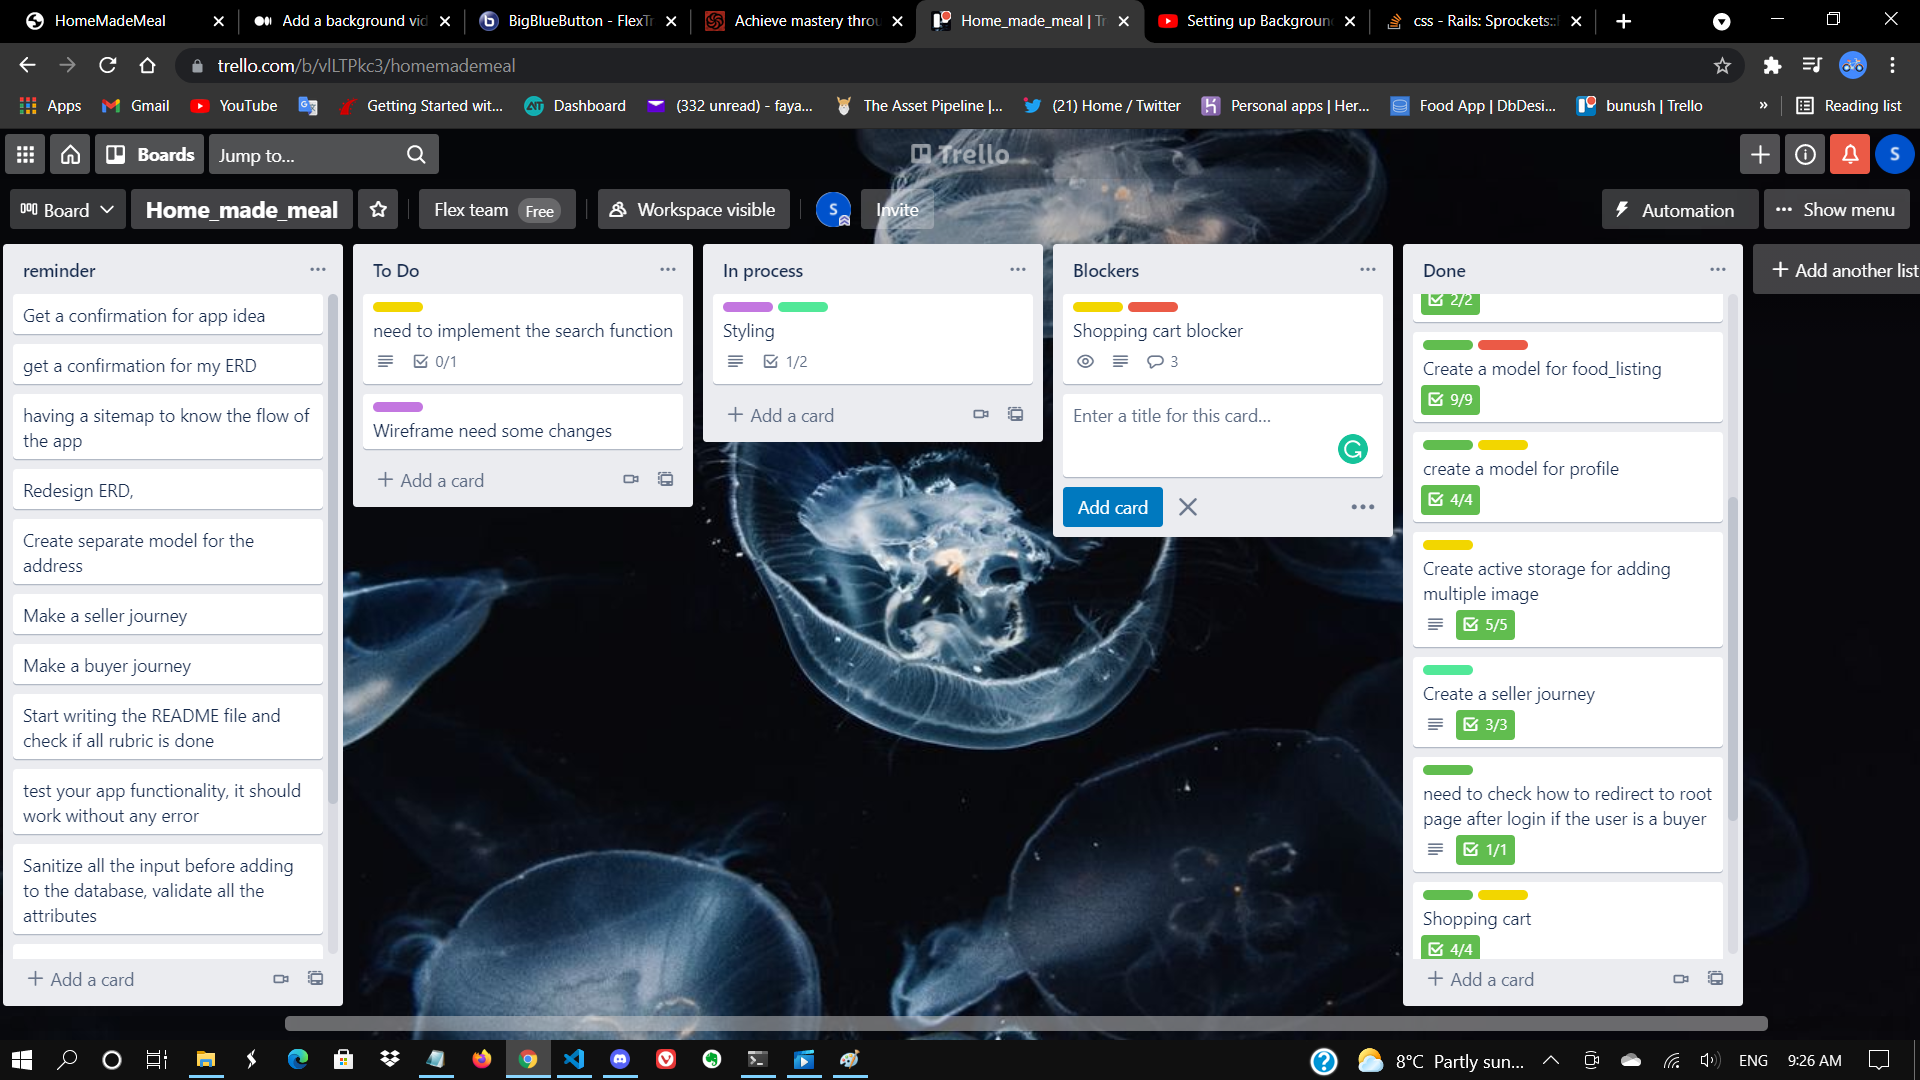 HomeMadeMeal
Add a background vid
BigBlueButton - FlexTr
Achieve mastery throu
Home_made_meal | Tr
Setting up Background
css - Rails: Sprockets::
trello.com/b/vlLTPkc3/homemademeal
Apps
Gmail
YouTube
Getting Started wit...
Dashboard
(332 unread) - faya...
The Asset Pipeline |...
(21) Home / Twitter
Personal apps | Her...
Food App | DbDesi...
bunush | Trello
»
Reading list
Boards
Jump to...
Trello
S
Board
Home_made_meal
Flex team Free
Workspace visible
S
Invite
Automation
Show menu
reminder
Get a confirmation for app idea
get a confirmation for my ERD
having a sitemap to know the flow of
the app
Redesign ERD,
Create separate model for the
address
Make a seller journey
Make a buyer journey
Start writing the README file and
check if all rubric is done
test your app functionality, it should
work without any error
Sanitize all the input before adding
to the database, validate all the
attributes
+ Add a card
To Do
need to implement the search function
0/1
Wireframe need some changes
+ Add a card
In process
Styling
1/2
+ Add a card
Blockers
Shopping cart blocker
3
Enter a title for this card...
Add card
Done
2/2
Create a model for food_listing
9/9
create a model for profile
4/4
Create active storage for adding
multiple image
5/5
Create a seller journey
3/3
need to check how to redirect to root
page after login if the user is a buyer
1/1
Shopping cart
4/4
+ Add a card
+ Add another list
8°C Partly sun...
ENG
9:26 AM